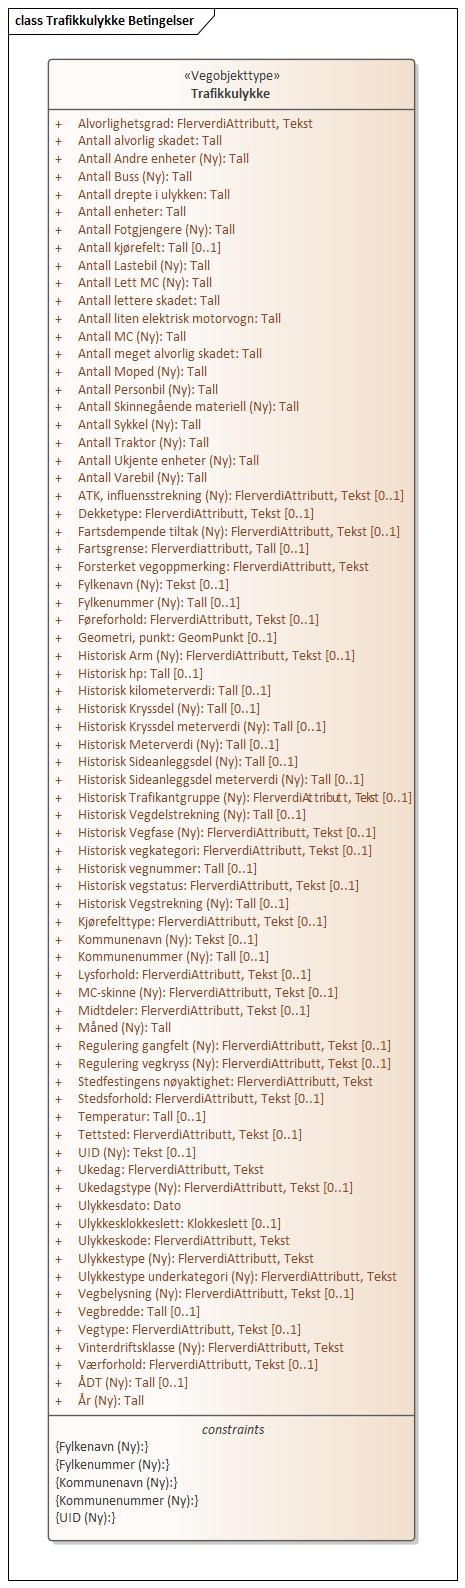 class Trafikkulykke Betingelser
«Vegobjekttype»
Trafikkulykke
+ Alvorlighetsgrad: FlerverdiAttributt, Tekst
+ Antall alvorlig skadet: Tall
+ Antall Andre enheter (Ny): Tall
+ Antall Buss (Ny): Tall
+ Antall drepte i ulykken: Tall
+ Antall enheter: Tall
+ Antall Fotgjengere (Ny): Tall
+ Antall kjørefelt: Tall [0..1]
+ Antall Lastebil (Ny): Tall
+ Antall Lett MC (Ny): Tall
+ Antall lettere skadet: Tall
+ Antall liten elektrisk motorvogn: Tall
+ Antall MC (Ny): Tall
+ Antall meget alvorlig skadet: Tall
+ Antall Moped (Ny): Tall
+ Antall Personbil (Ny): Tall
+ Antall Skinnegående materiell (Ny): Tall
+ Antall Sykkel (Ny): Tall
+ Antall Traktor (Ny): Tall
+ Antall Ukjente enheter (Ny): Tall
+ Antall Varebil (Ny): Tall
+ ATK, influensstrekning (Ny): FlerverdiAttributt, Tekst [0..1]
+ Dekketype: FlerverdiAttributt, Tekst [0..1]
+ Fartsdempende tiltak (Ny): FlerverdiAttributt, Tekst [0..1]
+ Fartsgrense: Flerverdiattributt, Tall [0..1]
+ Forsterket vegoppmerking: FlerverdiAttributt, Tekst
+ Fylkenavn (Ny): Tekst [0..1]
+ Fylkenummer (Ny): Tall [0..1]
+ Føreforhold: FlerverdiAttributt, Tekst [0..1]
+ Geometri, punkt: GeomPunkt [0..1]
+ Historisk Arm (Ny): FlerverdiAttributt, Tekst [0..1]
+ Historisk hp: Tall [0..1]
+ Historisk kilometerverdi: Tall [0..1]
+ Historisk Kryssdel (Ny): Tall [0..1]
+ Historisk Kryssdel meterverdi (Ny): Tall [0..1]
+ Historisk Meterverdi (Ny): Tall [0..1]
+ Historisk Sideanleggsdel (Ny): Tall [0..1]
+ Historisk Sideanleggsdel meterverdi (Ny): Tall [0..1]
+ Historisk Trafikantgruppe (Ny): FlerverdiAttributt, Tekst [0..1]
+ Historisk Vegdelstrekning (Ny): Tall [0..1]
+ Historisk Vegfase (Ny): FlerverdiAttributt, Tekst [0..1]
+ Historisk vegkategori: FlerverdiAttributt, Tekst [0..1]
+ Historisk vegnummer: Tall [0..1]
+ Historisk vegstatus: FlerverdiAttributt, Tekst [0..1]
+ Historisk Vegstrekning (Ny): Tall [0..1]
+ Kjørefelttype: FlerverdiAttributt, Tekst [0..1]
+ Kommunenavn (Ny): Tekst [0..1]
+ Kommunenummer (Ny): Tall [0..1]
+ Lysforhold: FlerverdiAttributt, Tekst [0..1]
+ MC-skinne (Ny): FlerverdiAttributt, Tekst [0..1]
+ Midtdeler: FlerverdiAttributt, Tekst [0..1]
+ Måned (Ny): Tall
+ Regulering gangfelt (Ny): FlerverdiAttributt, Tekst [0..1]
+ Regulering vegkryss (Ny): FlerverdiAttributt, Tekst [0..1]
+ Stedfestingens nøyaktighet: FlerverdiAttributt, Tekst
+ Stedsforhold: FlerverdiAttributt, Tekst [0..1]
+ Temperatur: Tall [0..1]
+ Tettsted: FlerverdiAttributt, Tekst [0..1]
+ UID (Ny): Tekst [0..1]
+ Ukedag: FlerverdiAttributt, Tekst
+ Ukedagstype (Ny): FlerverdiAttributt, Tekst [0..1]
+ Ulykkesdato: Dato
+ Ulykkesklokkeslett: Klokkeslett [0..1]
+ Ulykkeskode: FlerverdiAttributt, Tekst
+ Ulykkestype (Ny): FlerverdiAttributt, Tekst
+ Ulykkestype underkategori (Ny): FlerverdiAttributt, Tekst
+ Vegbelysning (Ny): FlerverdiAttributt, Tekst [0..1]
+ Vegbredde: Tall [0..1]
+ Vegtype: FlerverdiAttributt, Tekst [0..1]
+ Vinterdriftsklasse (Ny): FlerverdiAttributt, Tekst
+ Værforhold: FlerverdiAttributt, Tekst [0..1]
+ ÅDT (Ny): Tall [0..1]
+ År (Ny): Tall
constraints
{Fylkenavn (Ny):}
{Fylkenummer (Ny):}
{Kommunenavn (Ny):}
{Kommunenummer (Ny):}
{UID (Ny):}